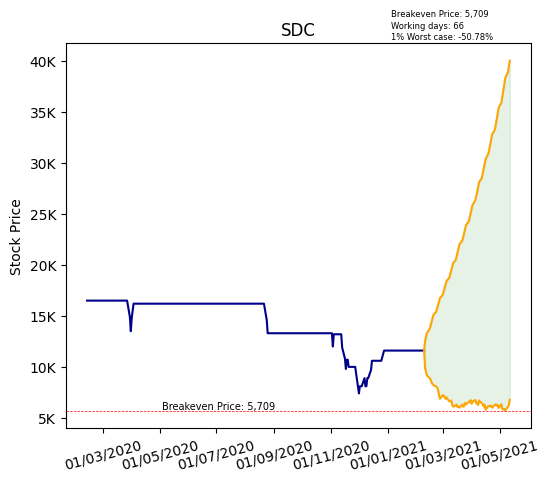 Breakeven Price: 5,709
Working days: 66
1% Worst case: -50.78%
SDC
Stock Price
40K
35K
30K
25K
20K
15K
10K
5K
Breakeven Price: 5,709
01/03/2020
01/05/2020
01/07/2020
01/09/2020
01/11/2020
01/01/2021
01/03/2021
01/05/2021